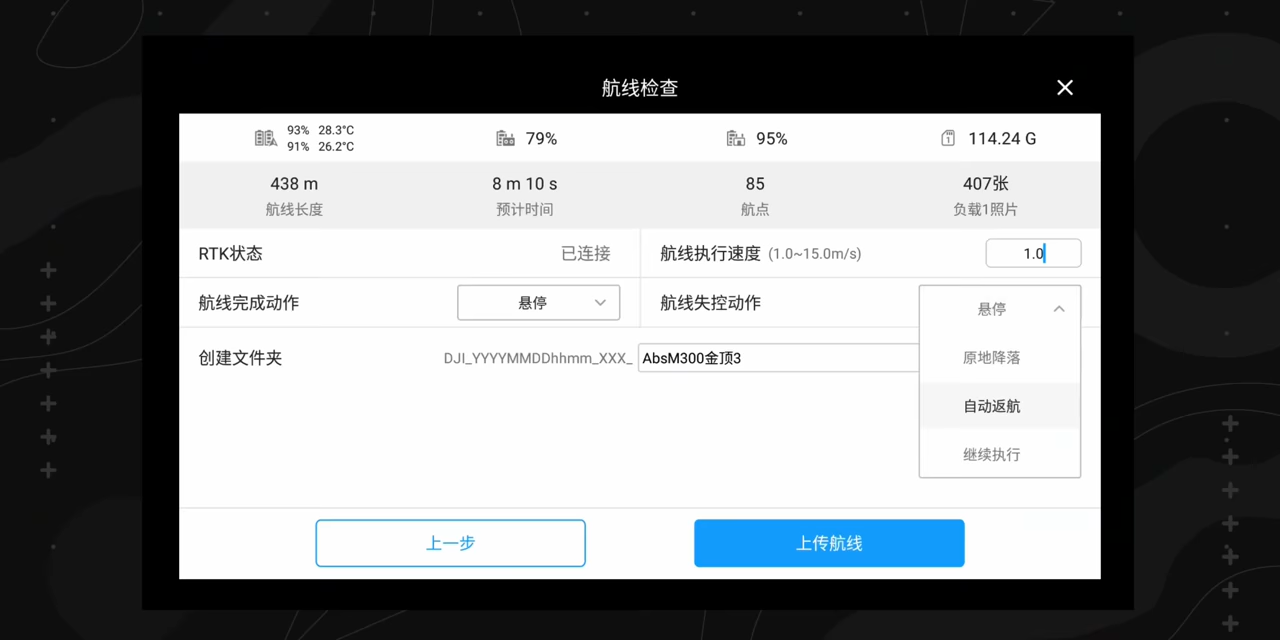 航线检查
93% 28.3°C
91% 26.2°C
79%
95%
1
114.24 G
438 m
8 m 10 s
85
407张
航线长度
预计时间
航点
负载1照片
RTK状态
已连接
航线执行速度 (1.0~15.0m/s)
1.0
航线完成动作
悬停
航线失控动作
悬停
原地降落
自动返航
继续执行
创建文件夹
DJI_YYYYMMDDhhmm_XXX_
AbsM300金顶3
上一步
上传航线